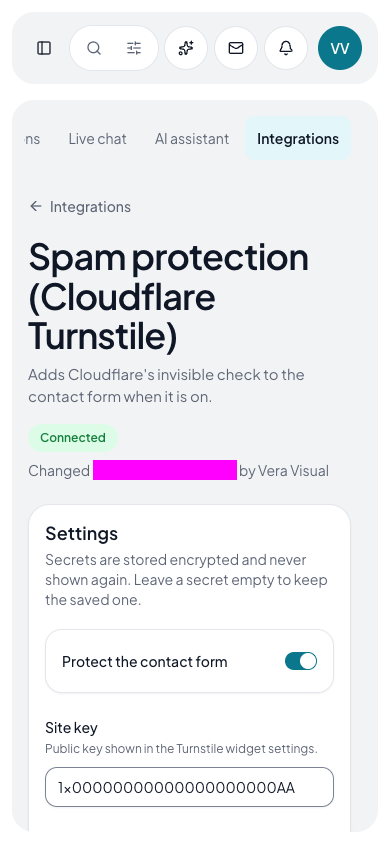 VV
ns Live chat AI assistant Integrations
Integrations
Spam protection
(Cloudflare
Turnstile)
Adds Cloudflare's invisible check to the
contact form when it is on.
Connected
Changed by Vera Visual
Settings
Secrets are stored encrypted and never
shown again. Leave a secret empty to keep
the saved one.
Protect the contact form
Site key
Public key shown in the Turnstile widget settings.
1x00000000000000000000AA